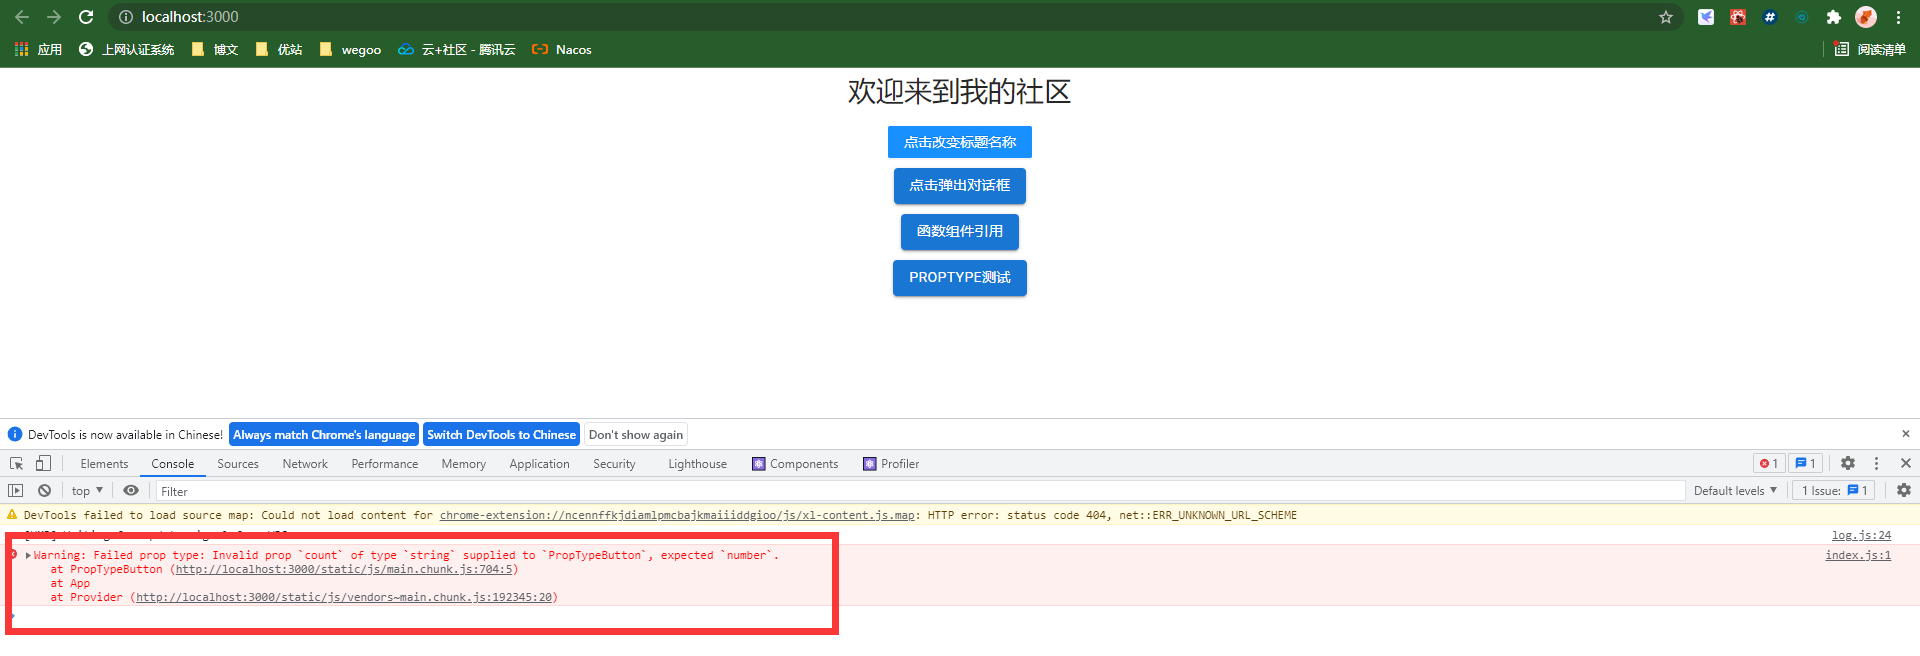 localhost:3000
应用 上网认证系统 博文 优站 wegoo 云+社区 - 腾讯云 Nacos 阅读清单
欢迎来到我的社区
点击改变标题名称
点击弹出对话框
函数组件引用
PROPTYPE测试
DevTools is now available in Chinese! Always match Chrome's language Switch DevTools to Chinese Don't show again
Elements Console Sources Network Performance Memory Application Security Lighthouse Components Profiler 1 1
top Filter Default levels 1 Issue: 1
DevTools failed to load source map: Could not load content for chrome-extension://ncennffkjdiamlpmcbajkmaiiiddgioo/js/xl-content.js.map: HTTP error: status code 404, net::ERR_UNKNOWN_URL_SCHEME
log.js:24
Warning: Failed prop type: Invalid prop `count` of type `string` supplied to `PropTypeButton`, expected `number`. index.js:1
at PropTypeButton (http://localhost:3000/static/js/main.chunk.js:704:5)
at App
at Provider (http://localhost:3000/static/js/vendors~main.chunk.js:192345:20)